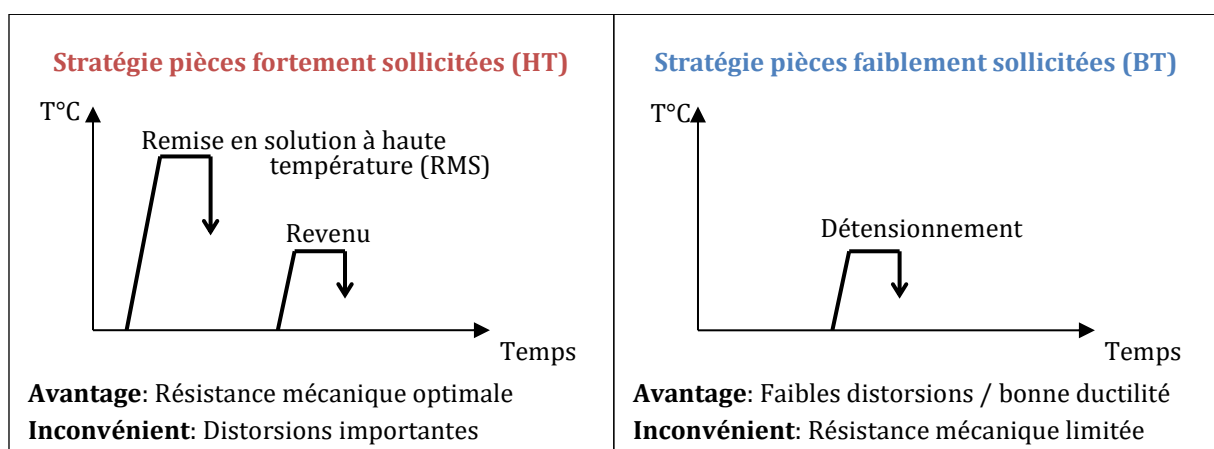 Stratégie pièces fortement sollicitées (HT)
T°C
Remise en solution à haute
température (RMS)
Revenu
Temps
Avantage: Résistance mécanique optimale
Inconvénient: Distorsions importantes
Stratégie pièces faiblement sollicitées (BT)
T°C
Détensionnement
Temps
Avantage: Faibles distorsions / bonne ductilité
Inconvénient: Résistance mécanique limitée